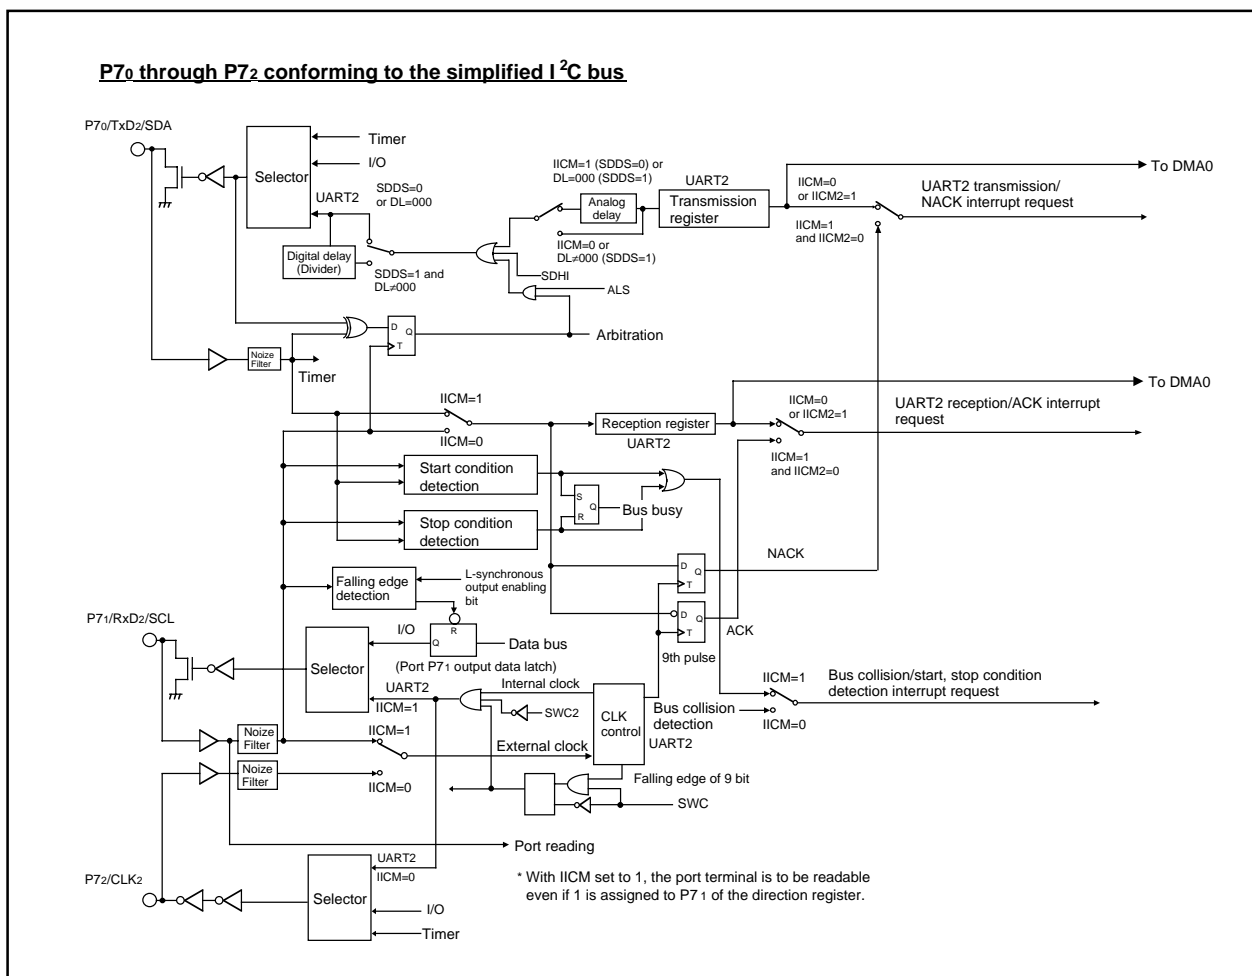 P70 through P72 conforming to the simplified I2C bus
P70/TxD2/SDA
Selector
Timer
I/O
UART2
SDDS=0
or DL=000
Digital delay
(Divider)
SDDS=1 and
DL≠000
IICM=1 (SDDS=0) or
DL=000 (SDDS=1)
Analog
delay
IICM=0 or
DL≠000 (SDDS=1)
SDHI
ALS
UART2
Transmission
register
IICM=0
or IICM2=1
IICM=1
and IICM2=0
To DMA0
UART2 transmission/
NACK interrupt request
D
Q
T
Arbitration
Noize
Filter
Timer
IICM=1
IICM=0
Reception register
UART2
IICM=0
or IICM2=1
IICM=1
and IICM2=0
To DMA0
UART2 reception/ACK interrupt
request
Start condition
detection
Stop condition
detection
S
R
Q
Bus busy
NACK
D
Q
T
D
Q
T
ACK
9th pulse
Falling edge
detection
L-synchronous
output enabling
bit
R
Q
Data bus
(Port P71 output data latch)
P71/RxD2/SCL
Selector
I/O
UART2
IICM=1
Internal clock
SWC2
CLK
control
UART2
External clock
Bus collision
detection
IICM=1
IICM=0
Bus collision/start, stop condition
detection interrupt request
Noize
Filter
Noize
Filter
IICM=1
IICM=0
Falling edge of 9 bit
SWC
Port reading
P72/CLK2
Selector
UART2
IICM=0
I/O
Timer
* With IICM set to 1, the port terminal is to be readable
even if 1 is assigned to P71 of the direction register.